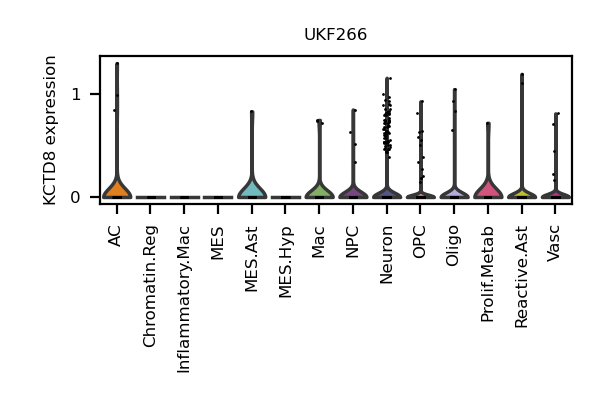 UKF266
KCTD8 expression
1
0
AC
Chromatin.Reg
Inflammatory.Mac
MES
MES.Ast
MES.Hyp
Mac
NPC
Neuron
OPC
Oligo
Prolif.Metab
Reactive.Ast
Vasc